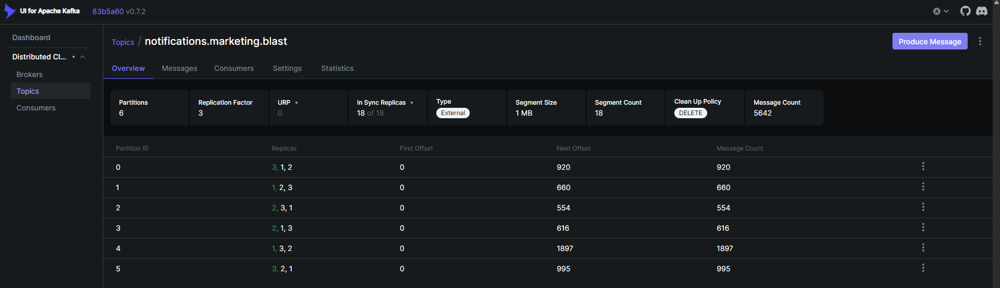 UI for Apache Kafka 83b5a60 v0.7.2 A
Dashboard
Distributed Cl...
Brokers
Topics
Consumers
Topics / notifications.marketing.blast
Produce Message
Overview Messages Consumers Settings Statistics
Partitions Replication Factor URP In Sync Replicas Type Segment Size Segment Count Clean Up Policy Message Count
6 3 0 18 of 18 External 1 MB 18 DELETE 5642
Partition ID Replicas First Offset Next Offset Message Count
0 3, 1, 2 0 920 920
1 1, 2, 3 0 660 660
2 2, 3, 1 0 554 554
3 2, 1, 3 0 616 616
4 1, 3, 2 0 1897 1897
5 3, 2, 1 0 995 995